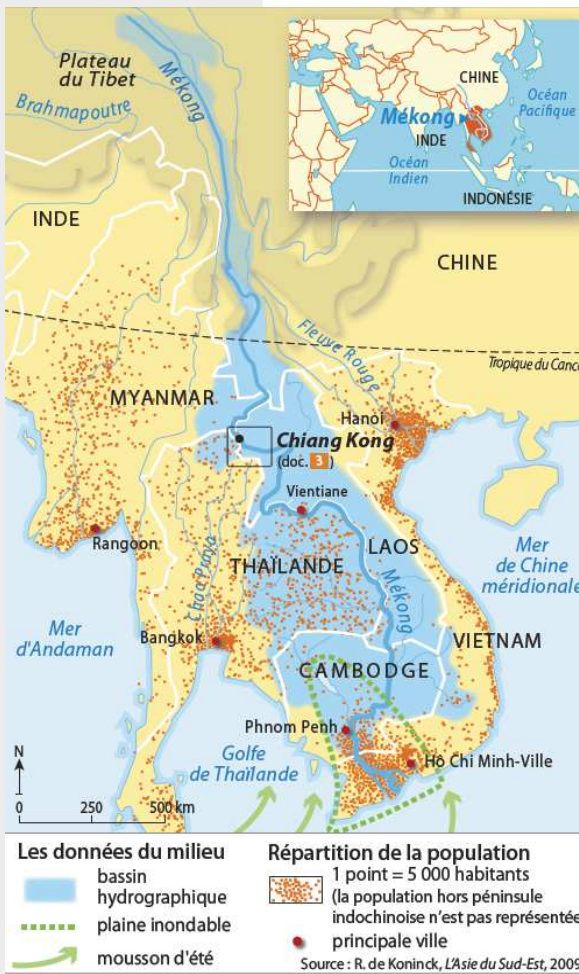 Plateau
du Tibet
Brahmapoutre
Mékong
CHINE
Océan
Pacifique
Mékong
INDE
Océan
Indien
INDONÉSIE
INDE
CHINE
Fleuve Rouge
Tropique du Cance
MYANMAR
Hanoi
Chiang Kong
(doc. 3)
Vientiane
Rangoon
THAÏLANDE
LAOS
Mer
de Chine
méridionale
Chao Praya
Mékong
Mer
d'Andaman
Bangkok
VIETNAM
CAMBODGE
Phnom Penh
Golfe
de Thaïlande
Hô Chi Minh-Ville
N
0 250 500 km
Les données du milieu
bassin
hydrographique
plaine inondable
mousson d'été
Répartition de la population
1 point = 5 000 habitants
(la population hors péninsule
indochinoise n'est pas représentée
principale ville
Source : R. de Koninck, L'Asie du Sud-Est, 2009